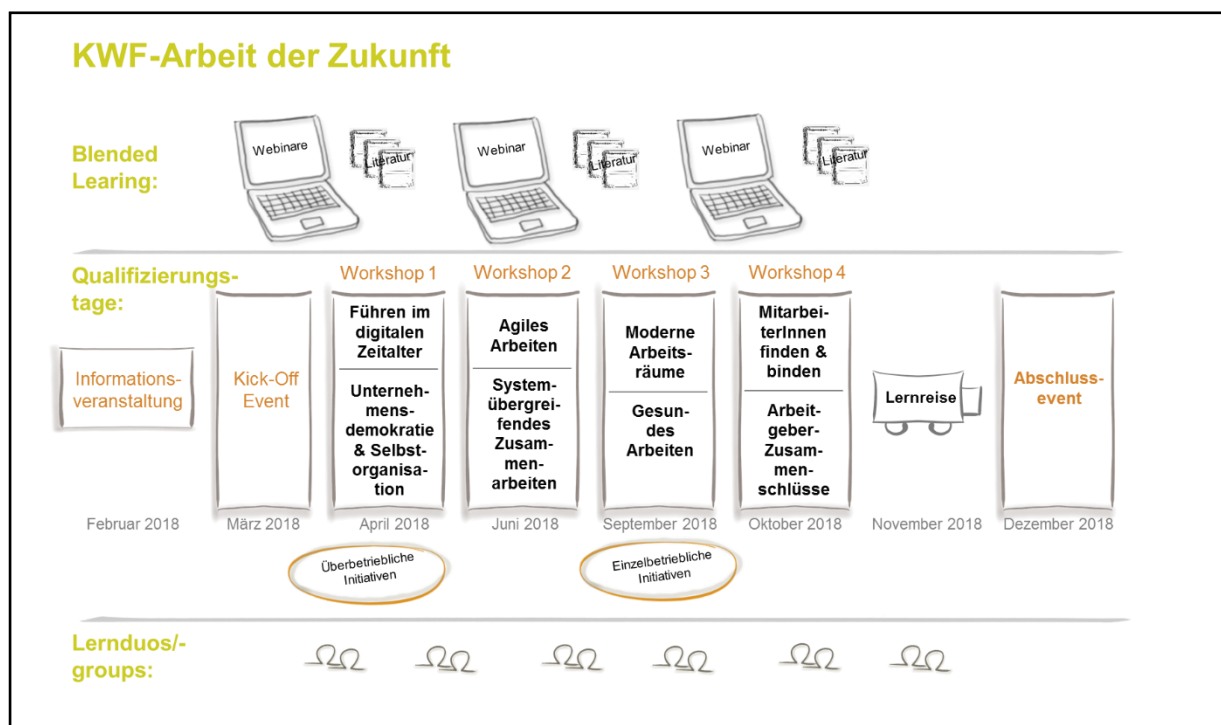 KWF-Arbeit der Zukunft
Blended
Learing:
Webinare
Literatur
Webinar
Literatur
Webinar
Literatur
Qualifizierungs-
tage:
Informations-
veranstaltung
Februar 2018
Kick-Off
Event
März 2018
Workshop 1
Führen im
digitalen
Zeitalter
Unterneh-
mens-
demokratie
& Selbst-
organisa-
tion
April 2018
Workshop 2
Agiles
Arbeiten
System-
übergrei-
fendes
Zusam-
men-
arbeiten
Juni 2018
Workshop 3
Moderne
Arbeits-
räume
Gesun-
des
Arbeiten
September 2018
Workshop 4
Mitarbei-
terInnen
finden &
binden
Arbeit-
geber-
Zusam-
men-
schlüsse
Oktober 2018
Lernreise
November 2018
Abschluss-
event
Dezember 2018
Überbetriebliche
Initiativen
Einzelbetriebliche
Initiativen
Lernduos/-
groups: